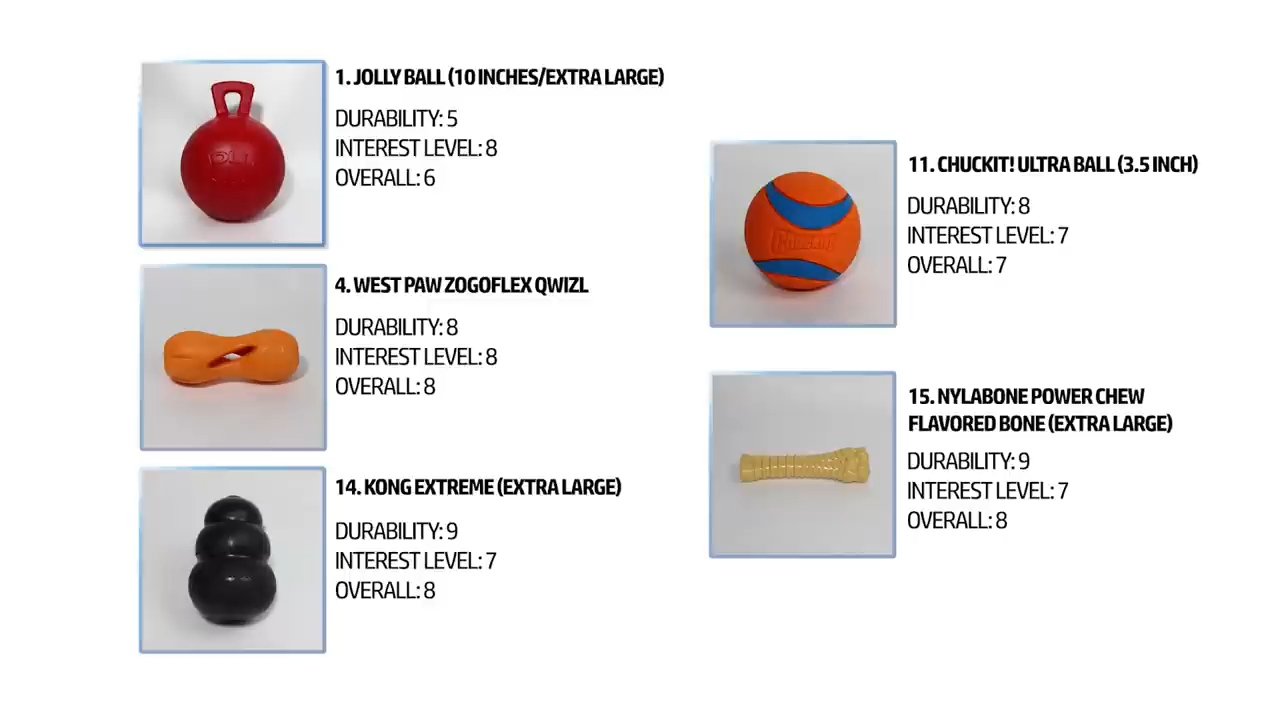 1. JOLLY BALL (10 INCHES/EXTRA LARGE)
DURABILITY: 5
INTEREST LEVEL: 8
OVERALL: 6
4. WEST PAW ZOGOFLEX QWIZL
DURABILITY: 8
INTEREST LEVEL: 8
OVERALL: 8
14. KONG EXTREME (EXTRA LARGE)
DURABILITY: 9
INTEREST LEVEL: 7
OVERALL: 8
11. CHUCKIT! ULTRA BALL (3.5 INCH)
DURABILITY: 8
INTEREST LEVEL: 7
OVERALL: 7
15. NYLABONE POWER CHEW
FLAVORED BONE (EXTRA LARGE)
DURABILITY: 9
INTEREST LEVEL: 7
OVERALL: 8